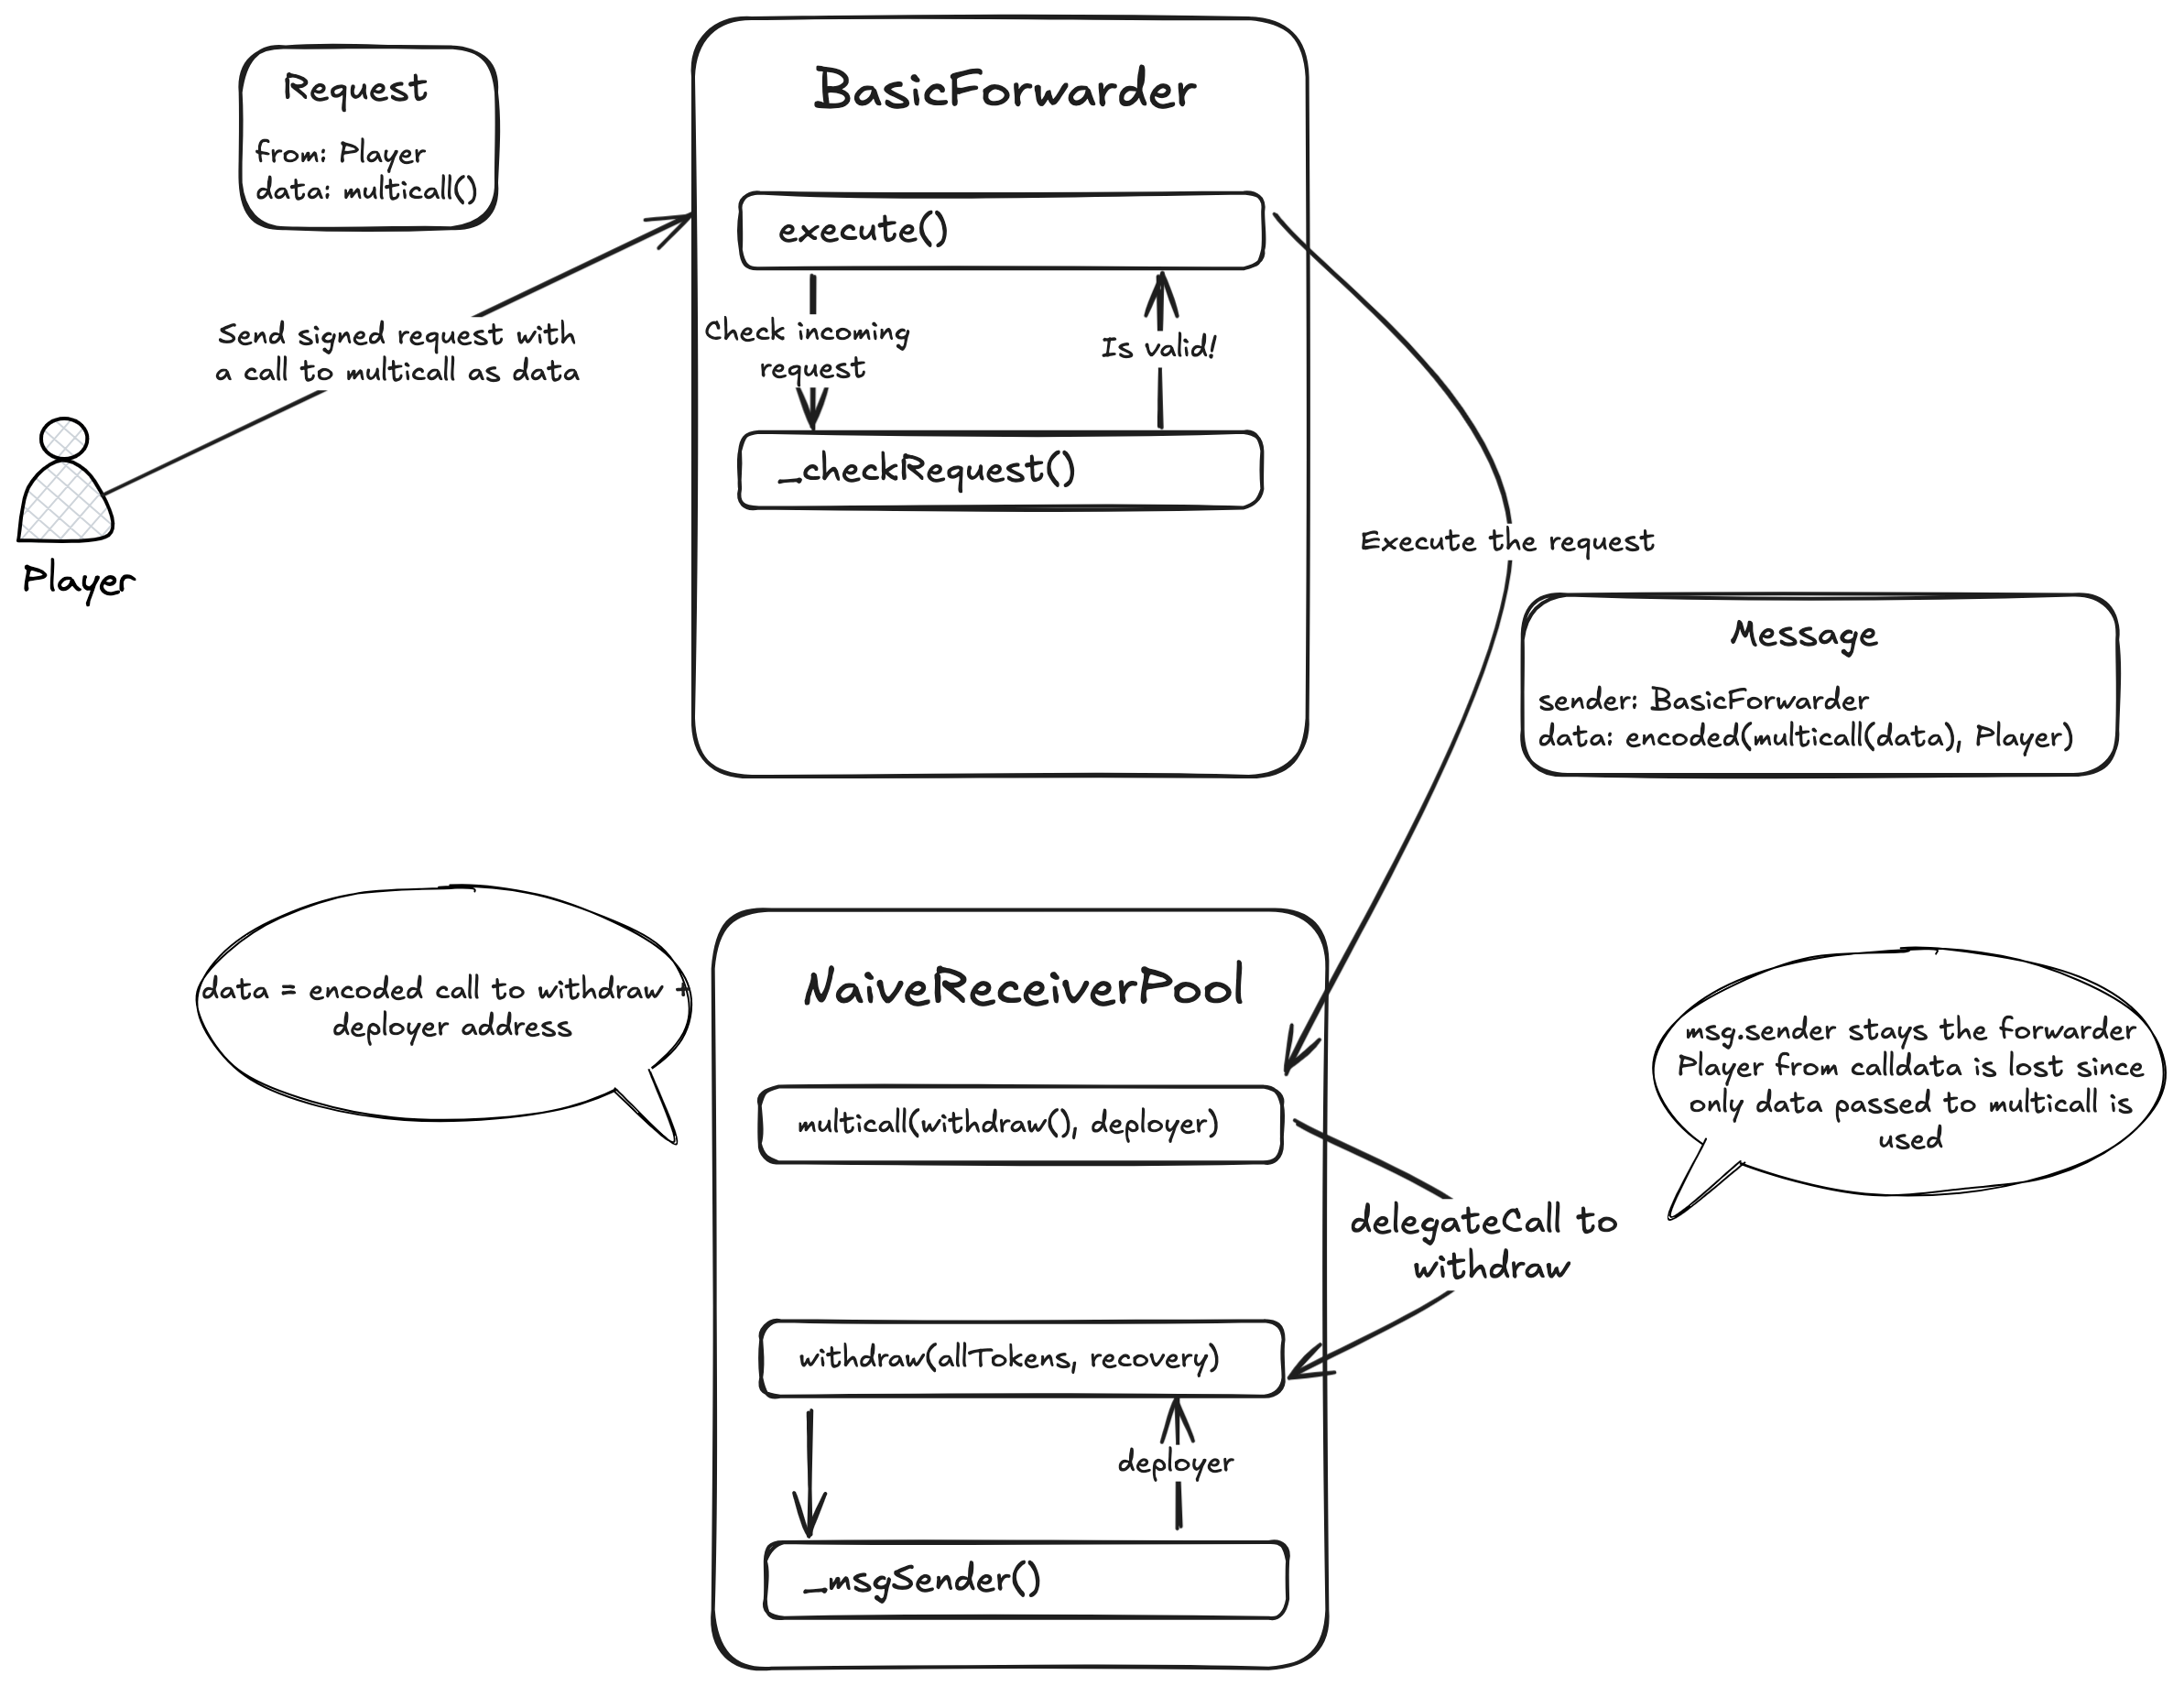 Request
from: Player
data: multicall()
BasicForwarder
execute()
Check incoming
request
Is valid!
_checkRequest()
Send signed request with
a call to multicall as data
Player
Execute the request
Message
sender: BasicForwarder
data: encoded(multicall(data), Player)
data = encoded call to withdraw +
deployer address
NaiveReceiverPool
multicall(withdraw(), deployer)
msg.sender stays the forwarder
Player from calldata is lost since
only data passed to multicall is
used
delegateCall to
withdraw
withdraw(allTokens, recovery)
deployer
_msgSender()